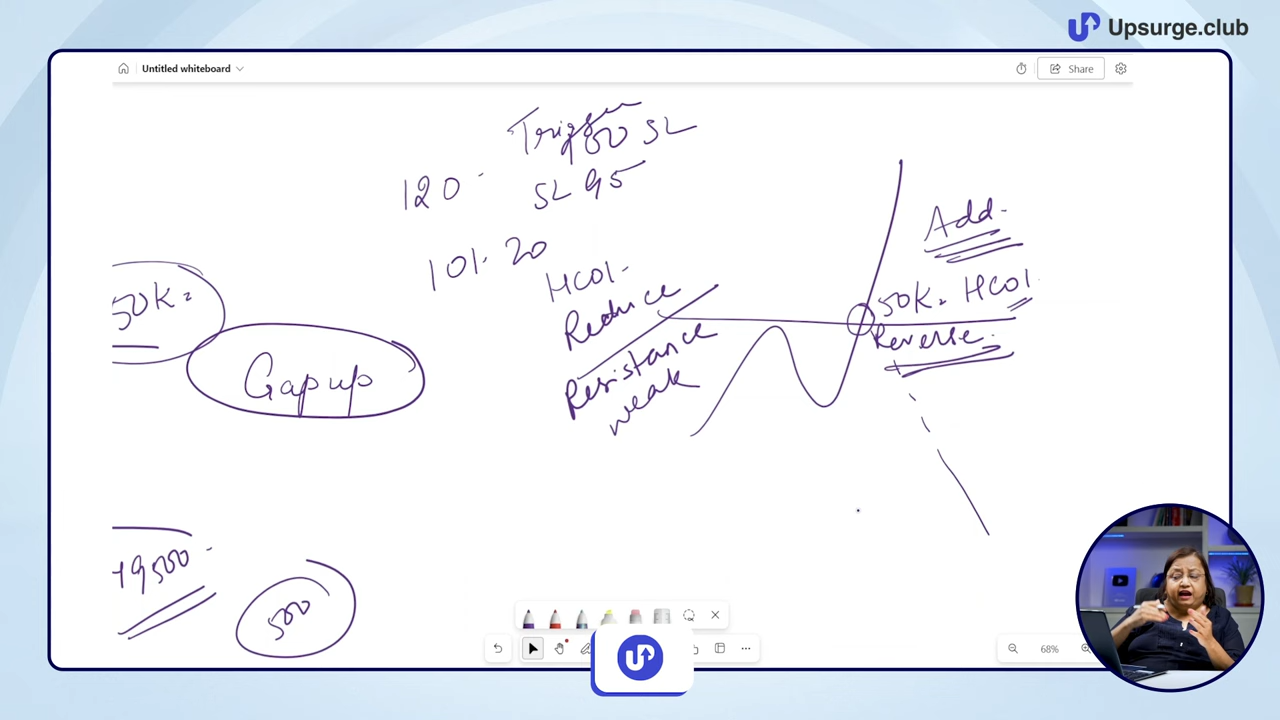 Upsurge.club
Untitled whiteboard
Share
Trigger
100 SL
120
SL 95
101.20
HCOI
Reduce
Resistance
weak
Add
50K. HCOI
Reverse
50K
Gap up
49500
500
68%